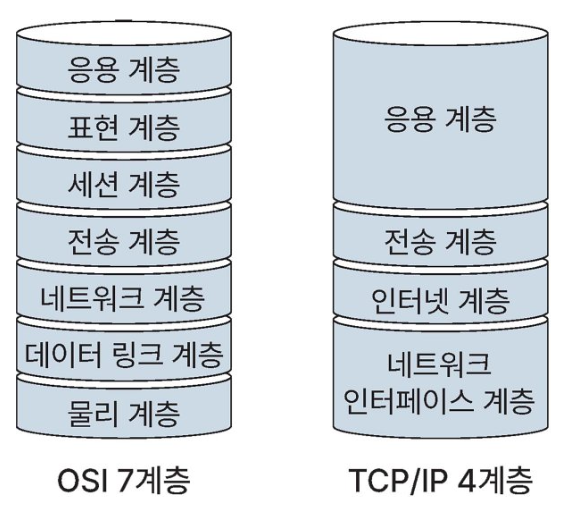 응용 계층
표현 계층
세션 계층
전송 계층
네트워크 계층
데이터 링크 계층
물리 계층
OSI 7계층
응용 계층
전송 계층
인터넷 계층
네트워크
인터페이스 계층
TCP/IP 4계층